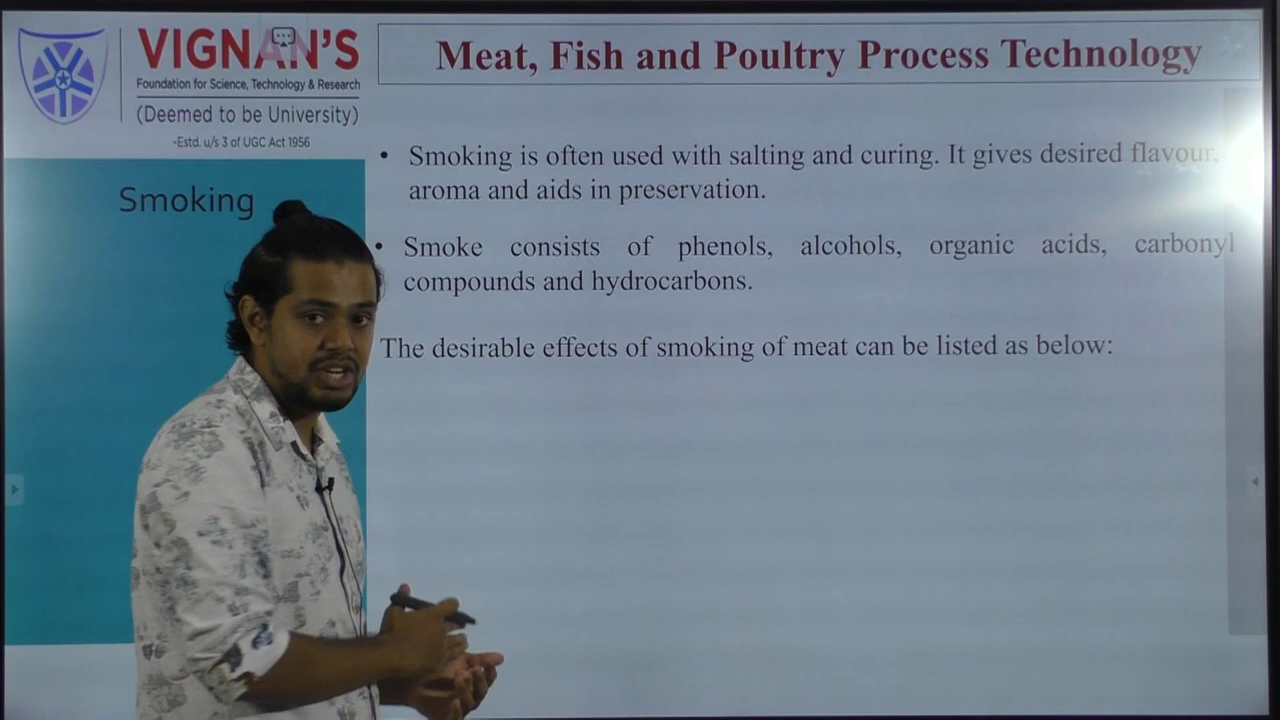 VIGNAN'S
Foundation for Science, Technology & Research
(Deemed to be University)
-Estd. u/s 3 of UGC Act 1956
Meat, Fish and Poultry Process Technology
Smoking
• Smoking is often used with salting and curing. It gives desired flavour,
aroma and aids in preservation.
• Smoke consists of phenols, alcohols, organic acids, carbonyl
compounds and hydrocarbons.
The desirable effects of smoking of meat can be listed as below: